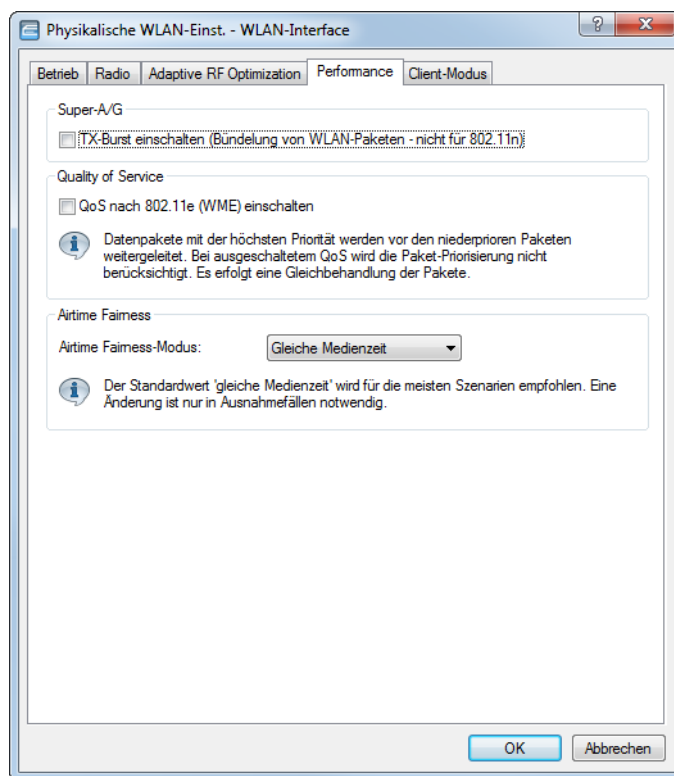 Physikalische WLAN-Einst. - WLAN-Interface
Betrieb Radio Adaptive RF Optimization Performance Client-Modus
Super-A/G
TX-Burst einschalten (Bündelung von WLAN-Paketen - nicht für 802.11n)
Quality of Service
QoS nach 802.11e (WME) einschalten
Datenpakete mit der höchsten Priorität werden vor den niederprioren Paketen
weitergeleitet. Bei ausgeschaltetem QoS wird die Paket-Priorisierung nicht
berücksichtigt. Es erfolgt eine Gleichbehandlung der Pakete.
Airtime Fairness
Airtime Fairness-Modus: Gleiche Medienzeit
Der Standardwert 'gleiche Medienzeit' wird für die meisten Szenarien empfohlen. Eine
Änderung ist nur in Ausnahmefällen notwendig.
OK Abbrechen